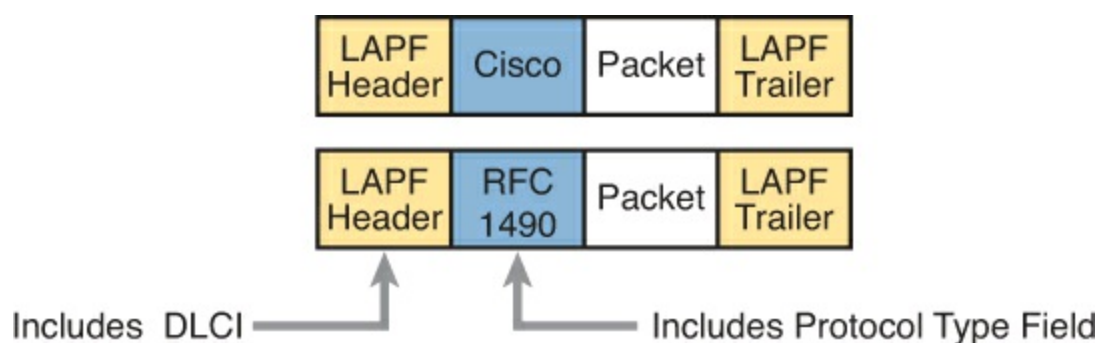 LAPF Header Cisco Packet LAPF Trailer
LAPF Header RFC 1490 Packet LAPF Trailer
Includes DLCI Includes Protocol Type Field